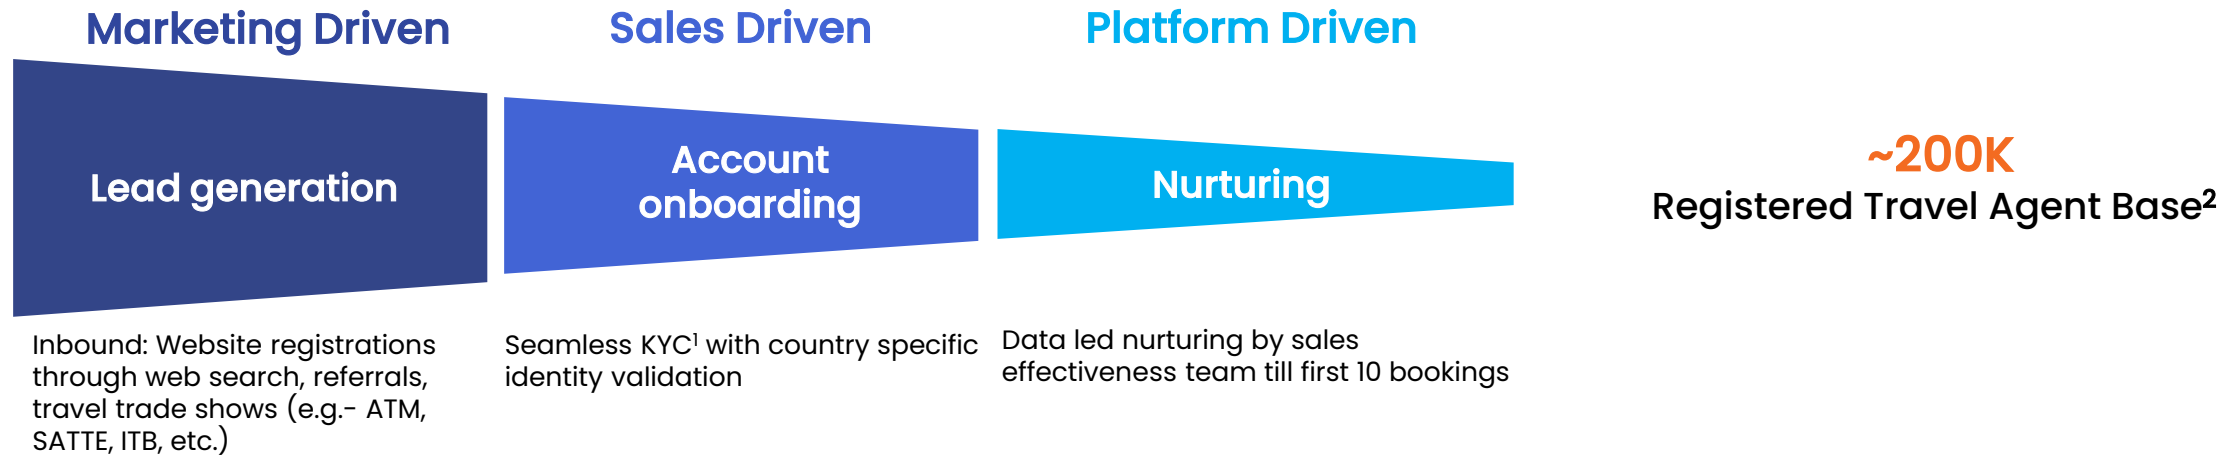 Marketing Driven
Sales Driven
Platform Driven
Lead generation
Account
onboarding
Nurturing
~200K
Registered Travel Agent Base²
Inbound: Website registrations
through web search, referrals,
travel trade shows (e.g.- ATM,
SATTE, ITB, etc.)
Seamless KYC¹ with country specific
identity validation
Data led nurturing by sales
effectiveness team till first 10 bookings